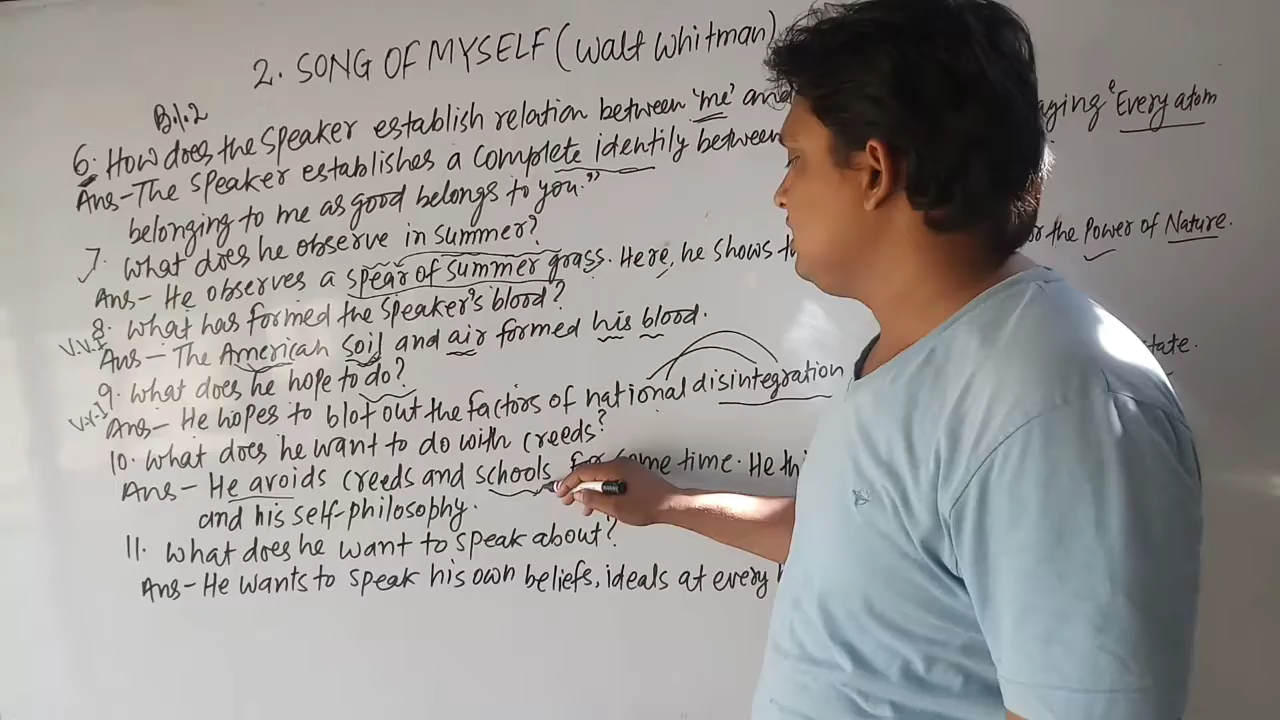 2. SONG OF MYSELF (Walt Whitman)
B.1.2
6. How does the speaker establish relation between 'me' and
Ans- The speaker establishes a complete identity between aging "Every atom
belonging to me as good belongs to you."
7. What does he observe in summer?
Ans- He observes a spear of summer grass. Here, he shows the Power of Nature.
8. What has formed the speaker's blood?
V.V.I Ans- The American soil and air formed his blood.
9. What does he hope to do?
V.V.I Ans- He hopes to blot out the factors of national disintegration state.
10. What does he want to do with creeds?
Ans- He avoids creeds and schools for some time. He
and his self-philosophy.
11. What does he want to speak about?
Ans- He wants to speak his own beliefs, ideals at every